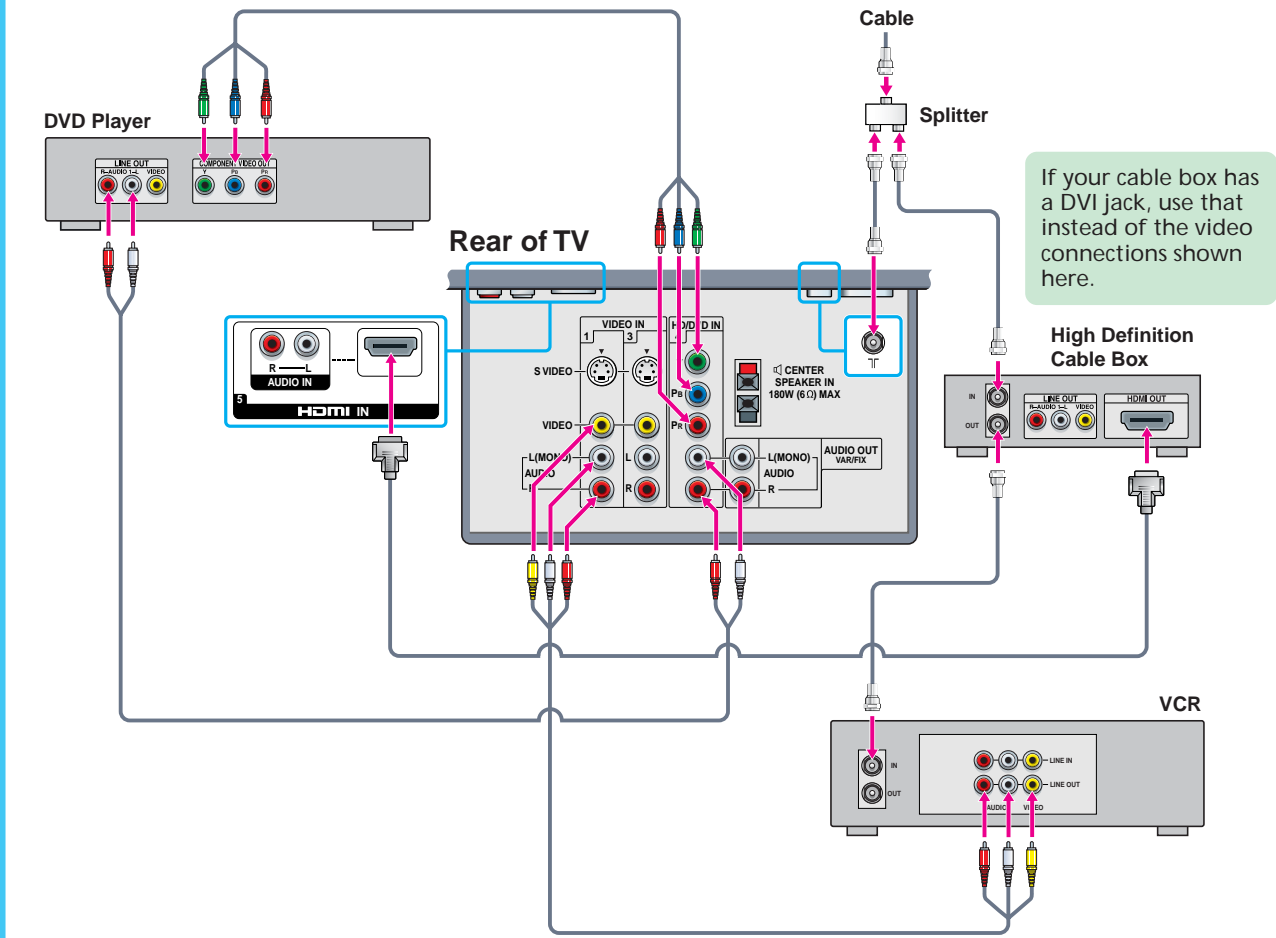 Cable
Splitter
DVD Player
LINE OUT
R–AUDIO 1–L VIDEO
COMPONENT VIDEO OUT
Y PB PR
If your cable box has
a DVI jack, use that
instead of the video
connections shown
here.
Rear of TV
R L
AUDIO IN
5
HDMI IN
VIDEO IN
1 3
HD/DVD IN
S VIDEO
VIDEO
L(MONO)
AUDIO
R
L
R
PB
PR
CENTER
SPEAKER IN
180W (6Ω) MAX
L(MONO)
AUDIO
R
AUDIO OUT
VAR/FIX
High Definition
Cable Box
IN
OUT
LINE OUT
R–AUDIO 1–L VIDEO
HDMI OUT
VCR
IN
OUT
LINE IN
LINE OUT
AUDIO VIDEO